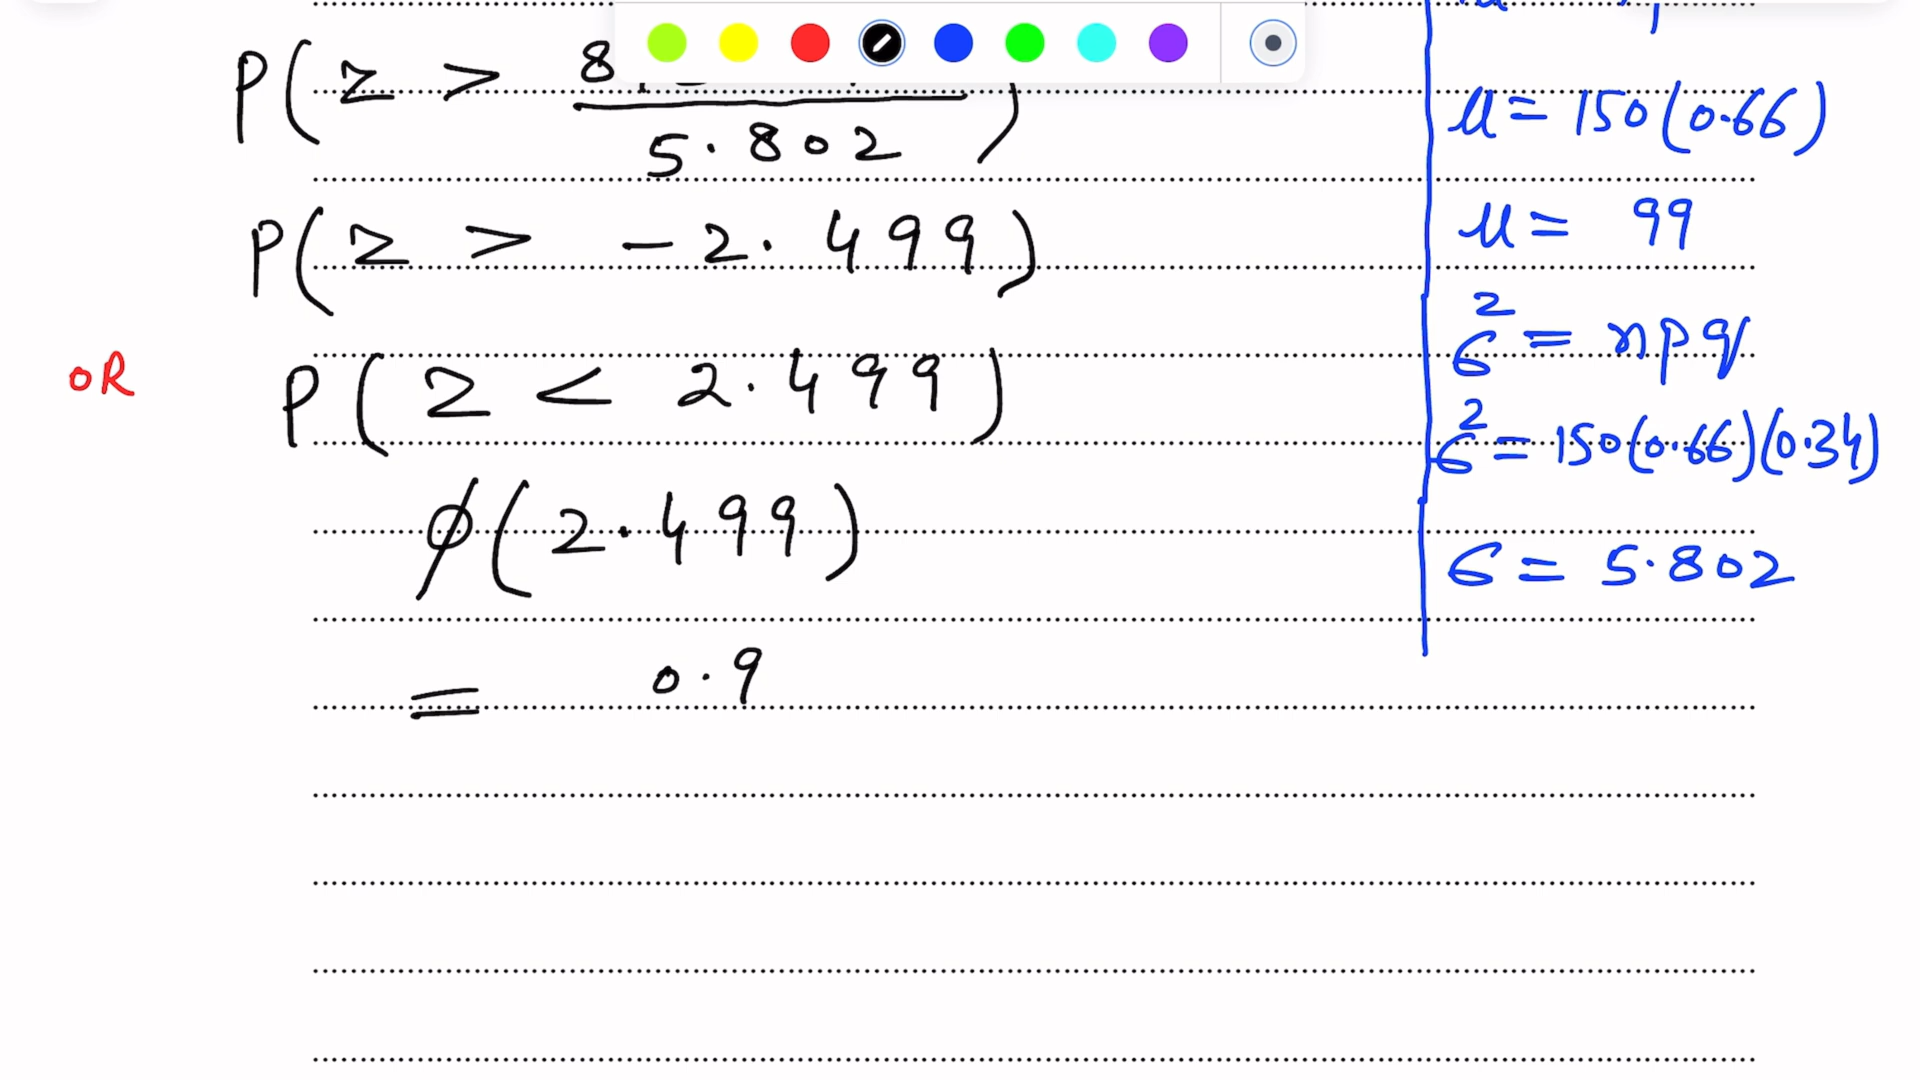 P(Z > 8
5.802)
P(Z > -2.499)
OR P(Z < 2.499)
ϕ(2.499)
= 0.9
μ = 150(0.66)
μ = 99
σ² = npq
σ² = 150(0.66)(0.34)
σ = 5.802